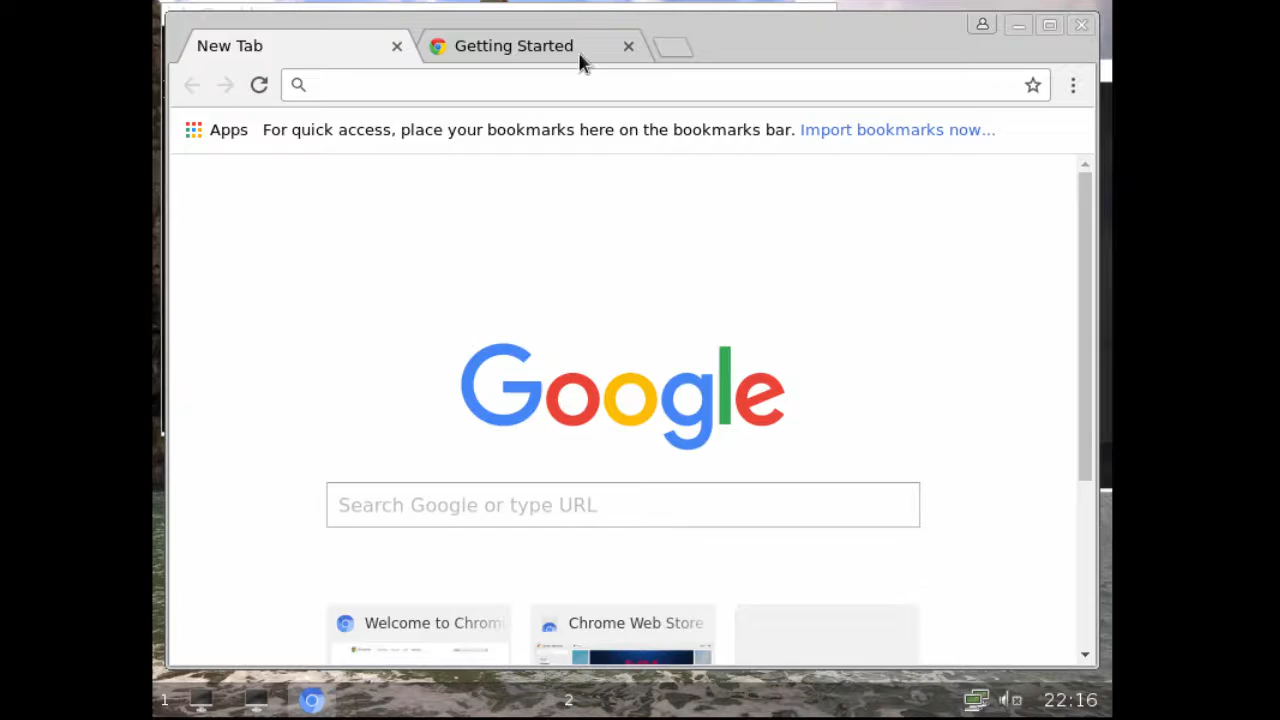 New Tab
Getting Started
Apps
For quick access, place your bookmarks here on the bookmarks bar. Import bookmarks now...
Google
Search Google or type URL
Welcome to Chromi
Chrome Web Store
1
2
22:16